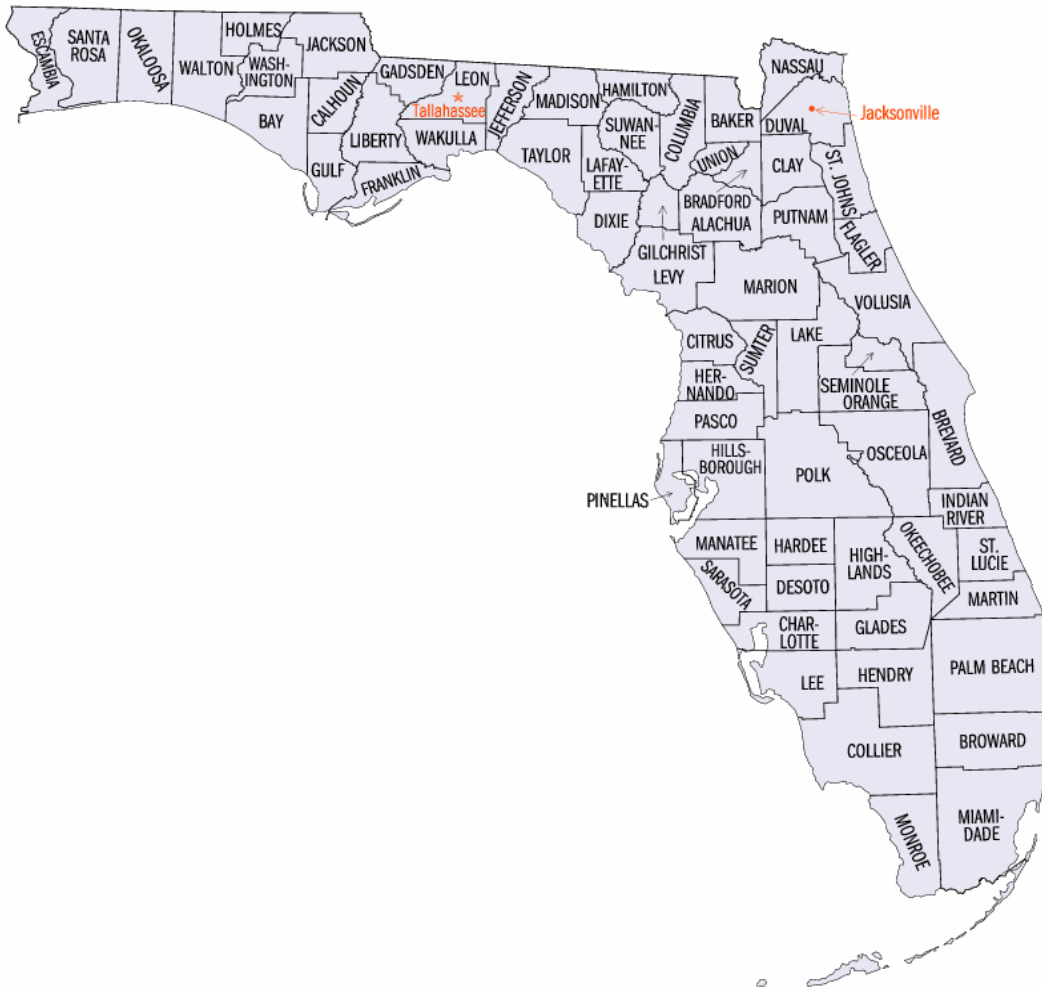 ESCAMBIA
SANTA
ROSA
OKALOOSA
WALTON
HOLMES
WASH-
INGTON
JACKSON
BAY
CALHOUN
GULF
GADSDEN
LIBERTY
FRANKLIN
LEON
Tallahassee
WAKULLA
JEFFERSON
MADISON
TAYLOR
HAMILTON
SUWAN-
NEE
LAFAY-
ETTE
DIXIE
COLUMBIA
BAKER
UNION
BRADFORD
ALACHUA
GILCHRIST
LEVY
NASSAU
DUVAL
Jacksonville
CLAY
ST. JOHNS
PUTNAM
FLAGLER
MARION
VOLUSIA
CITRUS
SUMTER
LAKE
HER-
NANDO
SEMINOLE
ORANGE
PASCO
BREVARD
HILLS-
BOROUGH
PINELLAS
POLK
OSCEOLA
INDIAN
RIVER
MANATEE
HARDEE
HIGH-
LANDS
OKEECHOBEE
ST.
LUCIE
SARASOTA
DESOTO
MARTIN
CHAR-
LOTTE
GLADES
LEE
HENDRY
PALM BEACH
COLLIER
BROWARD
MONROE
MIAMI-
DADE